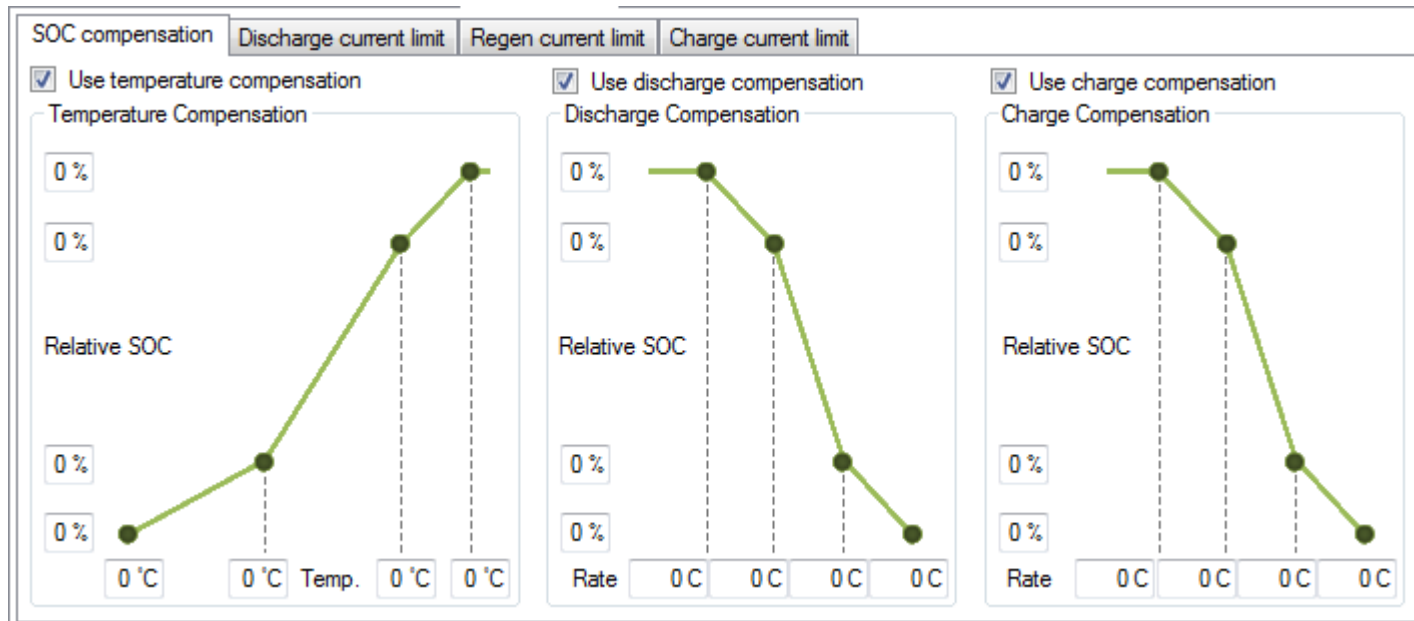 SOC compensation Discharge current limit Regen current limit Charge current limit
Use temperature compensation Use discharge compensation Use charge compensation
Temperature Compensation Discharge Compensation Charge Compensation
0 % 0 % 0 %
0 % 0 % 0 %
Relative SOC Relative SOC Relative SOC
0 % 0 % 0 %
0 % 0 % 0 %
0 °C 0 °C Temp. 0 °C 0 °C Rate 0 C 0 C 0 C 0 C Rate 0 C 0 C 0 C 0 C